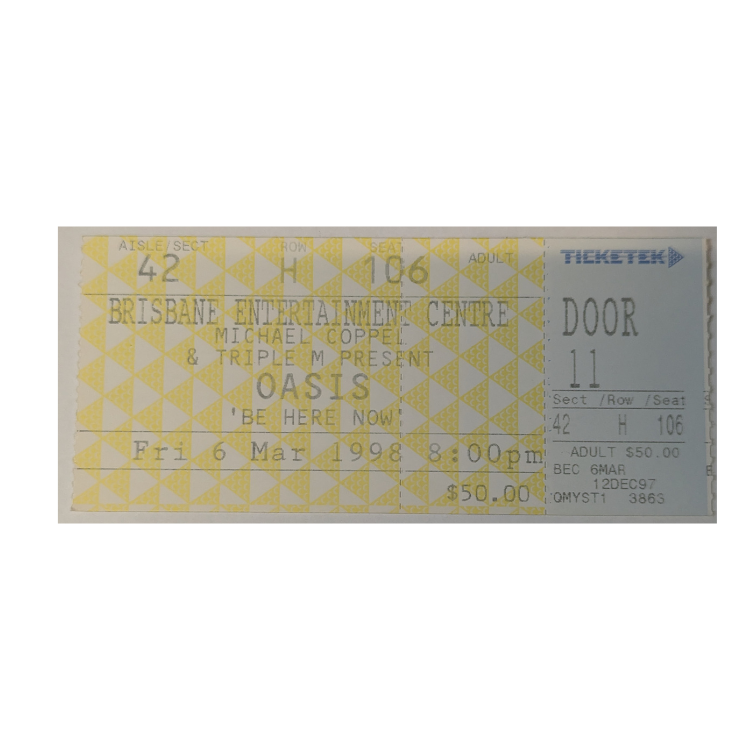 AISLE/SECT ROW SEAT ADULT
42 H 106
BRISBANE ENTERTAINMENT CENTRE
MICHAEL COPPEL
& TRIPLE M PRESENT
OASIS
'BE HERE NOW'
Fri 6 Mar 1998 8:00pm
$50.00
TICKETEK
DOOR
11
Sect /Row /Seat
42 H 106
ADULT $50.00
BEC 6MAR
12DEC97
QMYST1 3863